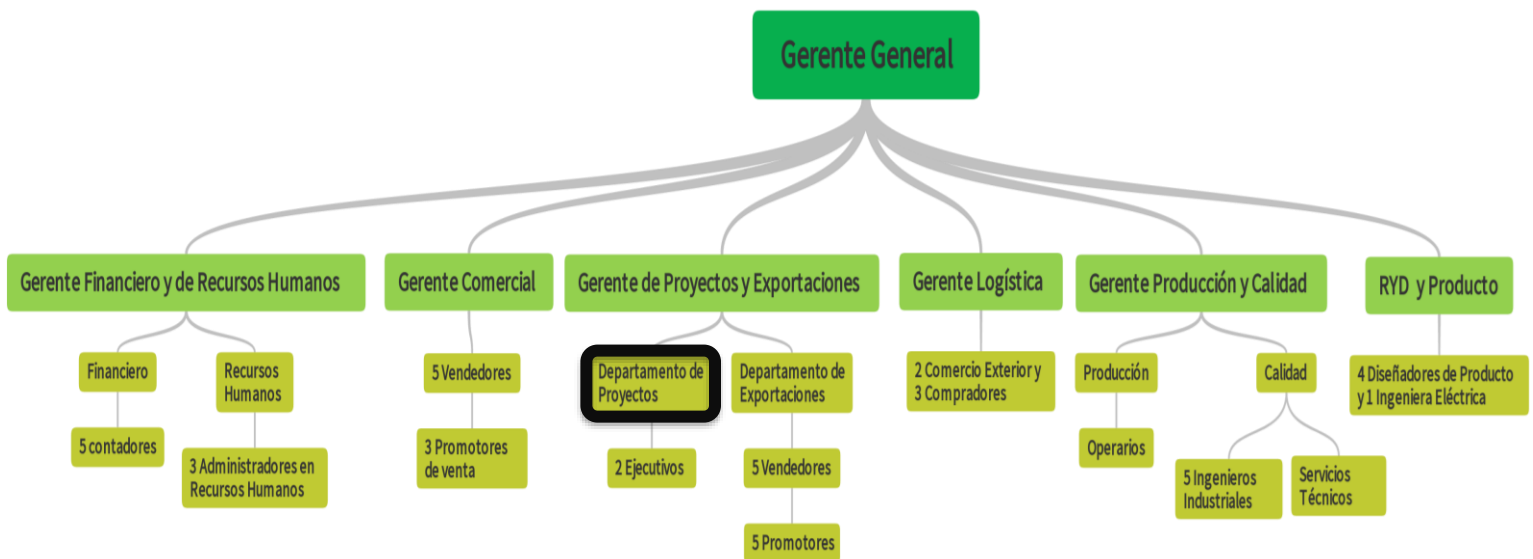 Gerente General
Gerente Financiero y de Recursos Humanos
Gerente Comercial
Gerente de Proyectos y Exportaciones
Gerente Logística
Gerente Producción y Calidad
RYD y Producto
Financiero
Recursos
Humanos
5 Vendedores
Departamento de
Proyectos
Departamento de
Exportaciones
2 Comercio Exterior y
3 Compradores
Producción
Calidad
4 Diseñadores de Producto
y 1 Ingeniera Eléctrica
5 contadores
3 Administradores en
Recursos Humanos
3 Promotores
de venta
2 Ejecutivos
5 Vendedores
Operarios
5 Ingenieros
Industriales
Servicios
Técnicos
5 Promotores